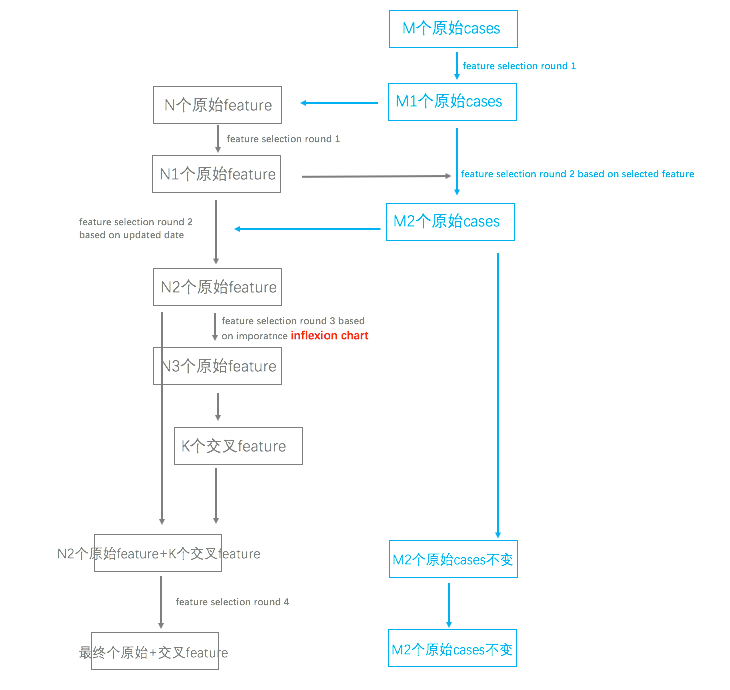 M个原始cases
feature selection round 1
M1个原始cases
N个原始feature
feature selection round 1
N1个原始feature
feature selection round 2 based on selected feature
M2个原始cases
feature selection round 2
based on updated date
N2个原始feature
feature selection round 3 based
on imporatnce inflexion chart
N3个原始feature
K个交叉feature
N2个原始feature+K个交叉feature
M2个原始cases不变
feature selection round 4
最终个原始+交叉feature
M2个原始cases不变